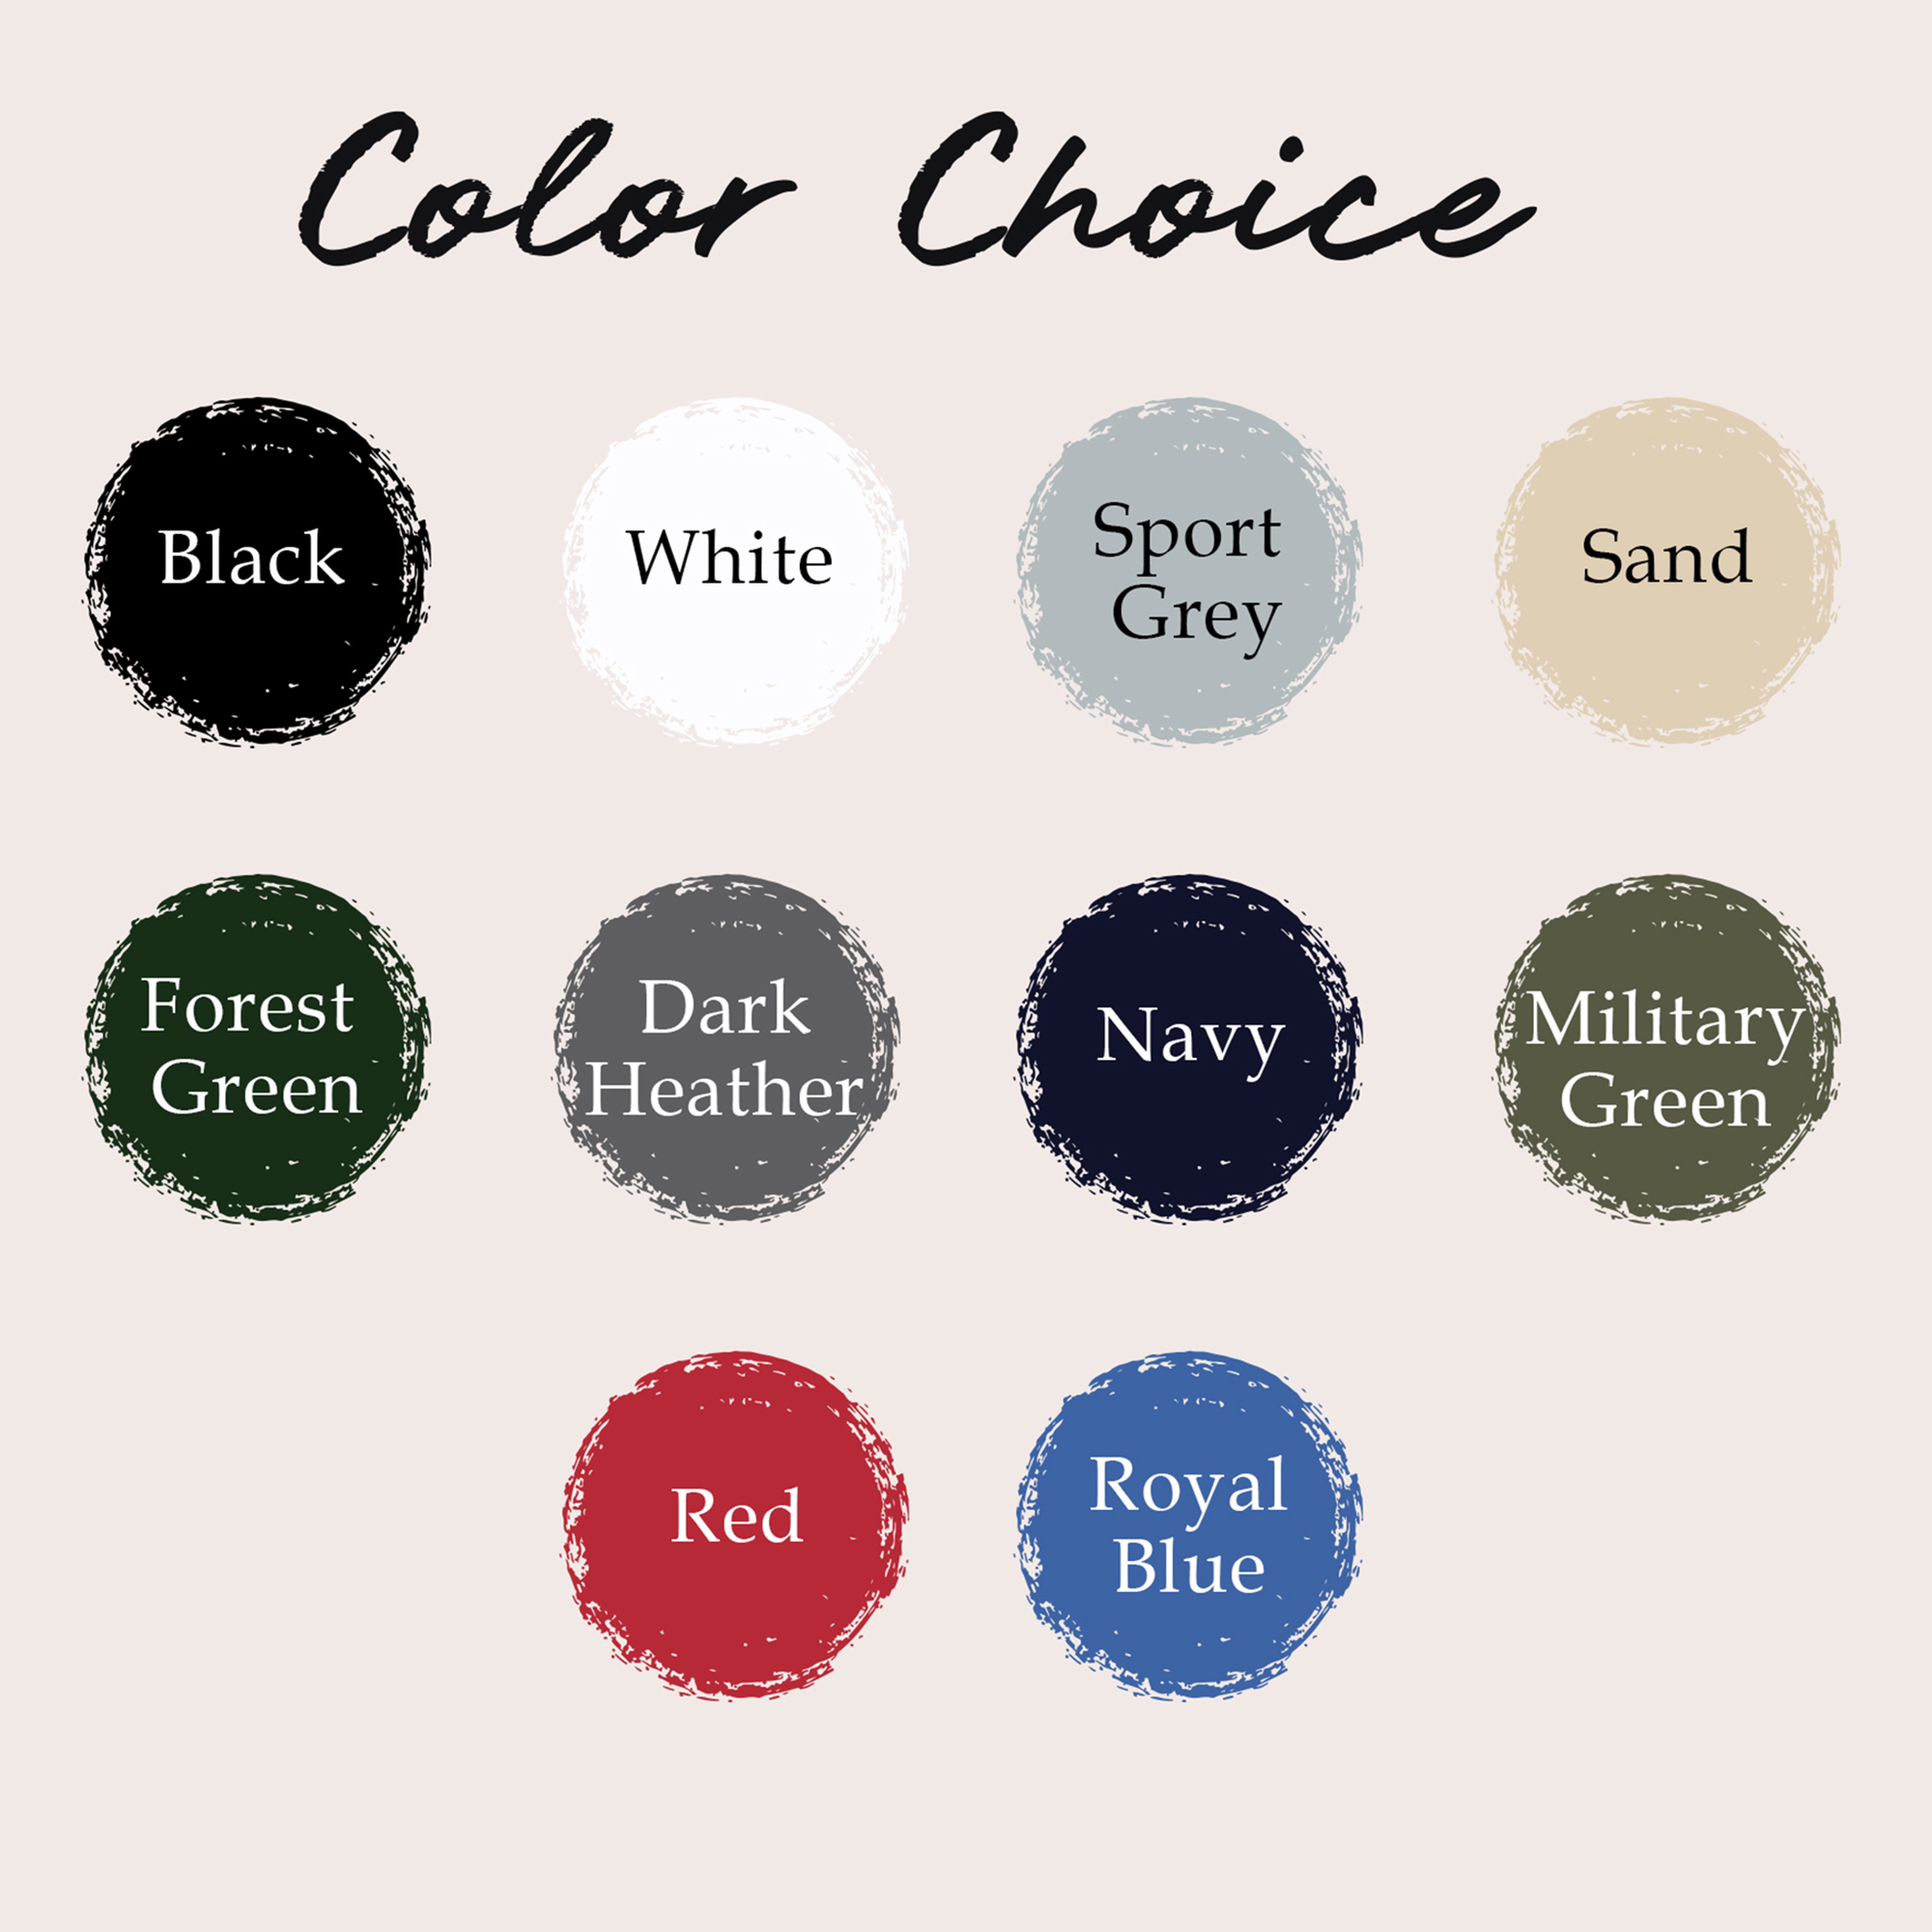 Color Choice
Black
White
Sport
Grey
Sand
Forest
Green
Dark
Heather
Navy
Military
Green
Red
Royal
Blue